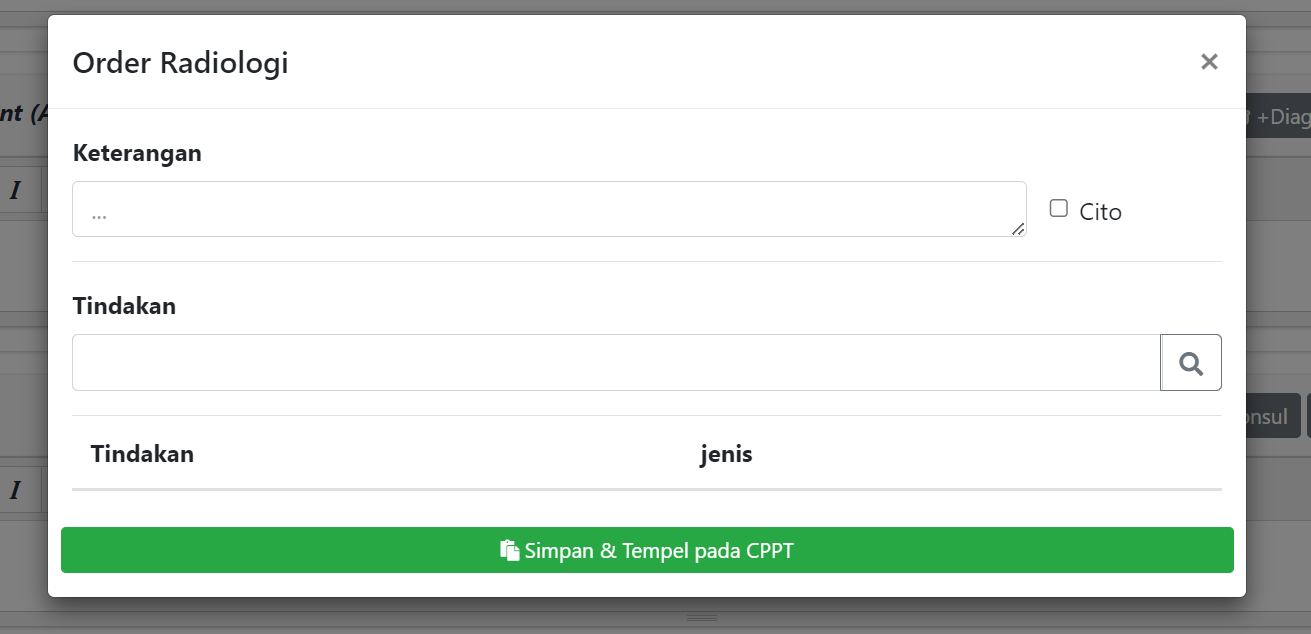 Order Radiologi
×
nt (A
+Diag
I
Keterangan
...
Cito
Tindakan
onsul
Tindakan jenis
I
Simpan & Tempel pada CPPT